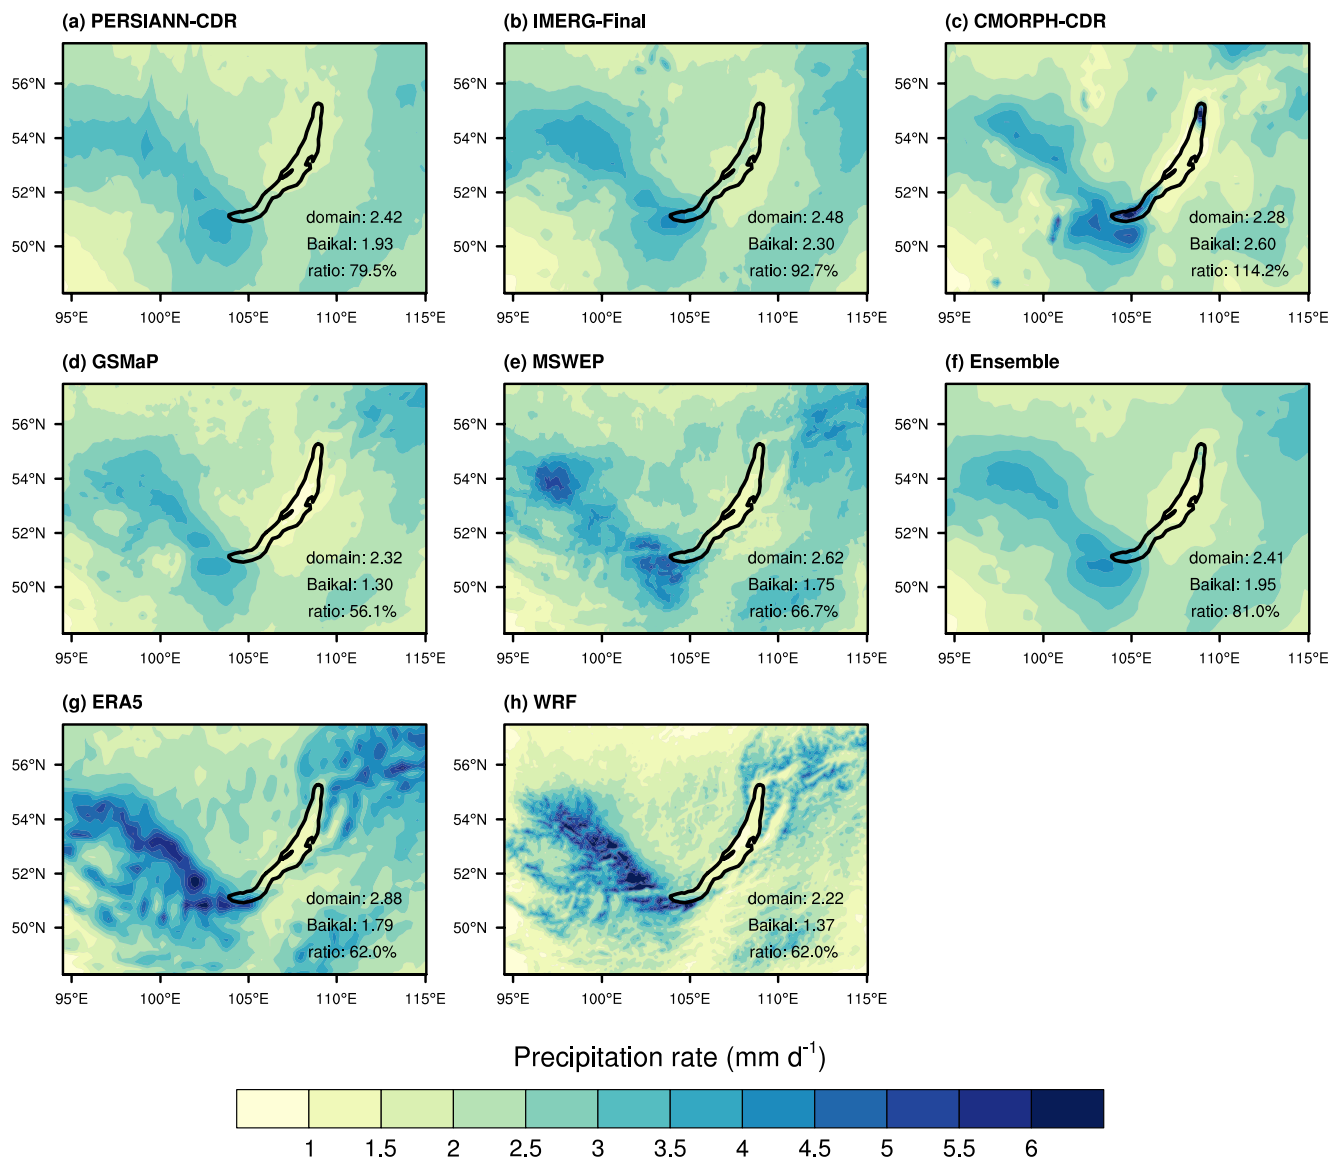 (a) PERSIANN-CDR
(b) IMERG-Final
(c) CMORPH-CDR
56°N
54°N
52°N
50°N
domain: 2.42
Baikal: 1.93
ratio: 79.5%
95°E
100°E
105°E
110°E
115°E
56°N
54°N
52°N
50°N
domain: 2.48
Baikal: 2.30
ratio: 92.7%
95°E
100°E
105°E
110°E
115°E
56°N
54°N
52°N
50°N
domain: 2.28
Baikal: 2.60
ratio: 114.2%
95°E
100°E
105°E
110°E
115°E
(d) GSMaP
(e) MSWEP
(f) Ensemble
56°N
54°N
52°N
50°N
domain: 2.32
Baikal: 1.30
ratio: 56.1%
95°E
100°E
105°E
110°E
115°E
56°N
54°N
52°N
50°N
domain: 2.62
Baikal: 1.75
ratio: 66.7%
95°E
100°E
105°E
110°E
115°E
56°N
54°N
52°N
50°N
domain: 2.41
Baikal: 1.95
ratio: 81.0%
95°E
100°E
105°E
110°E
115°E
(g) ERA5
(h) WRF
56°N
54°N
52°N
50°N
domain: 2.88
Baikal: 1.79
ratio: 62.0%
95°E
100°E
105°E
110°E
115°E
56°N
54°N
52°N
50°N
domain: 2.22
Baikal: 1.37
ratio: 62.0%
95°E
100°E
105°E
110°E
115°E
Precipitation rate (mm d⁻¹)
1 1.5 2 2.5 3 3.5 4 4.5 5 5.5 6